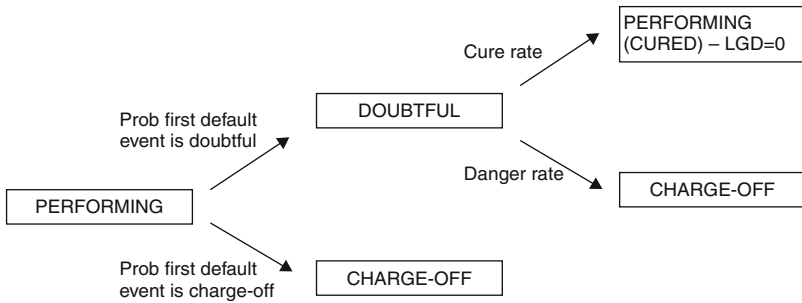 PERFORMING
(CURED) – LGD=0
Cure rate
Prob first default
event is doubtful
DOUBTFUL
Danger rate
CHARGE-OFF
PERFORMING
Prob first default
event is charge-off
CHARGE-OFF